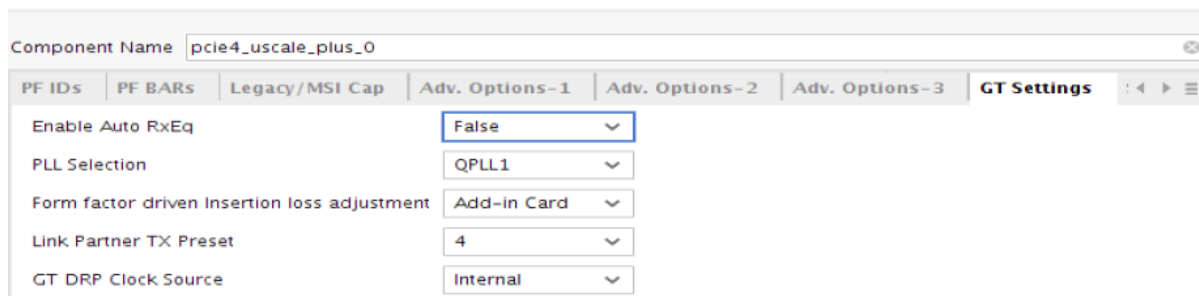 Component Name pcie4_uscale_plus_0
PF IDs PF BARs Legacy/MSI Cap Adv. Options-1 Adv. Options-2 Adv. Options-3 GT Settings
Enable Auto RxEq False
PLL Selection QPLL1
Form factor driven Insertion loss adjustment Add-in Card
Link Partner TX Preset 4
GT DRP Clock Source Internal